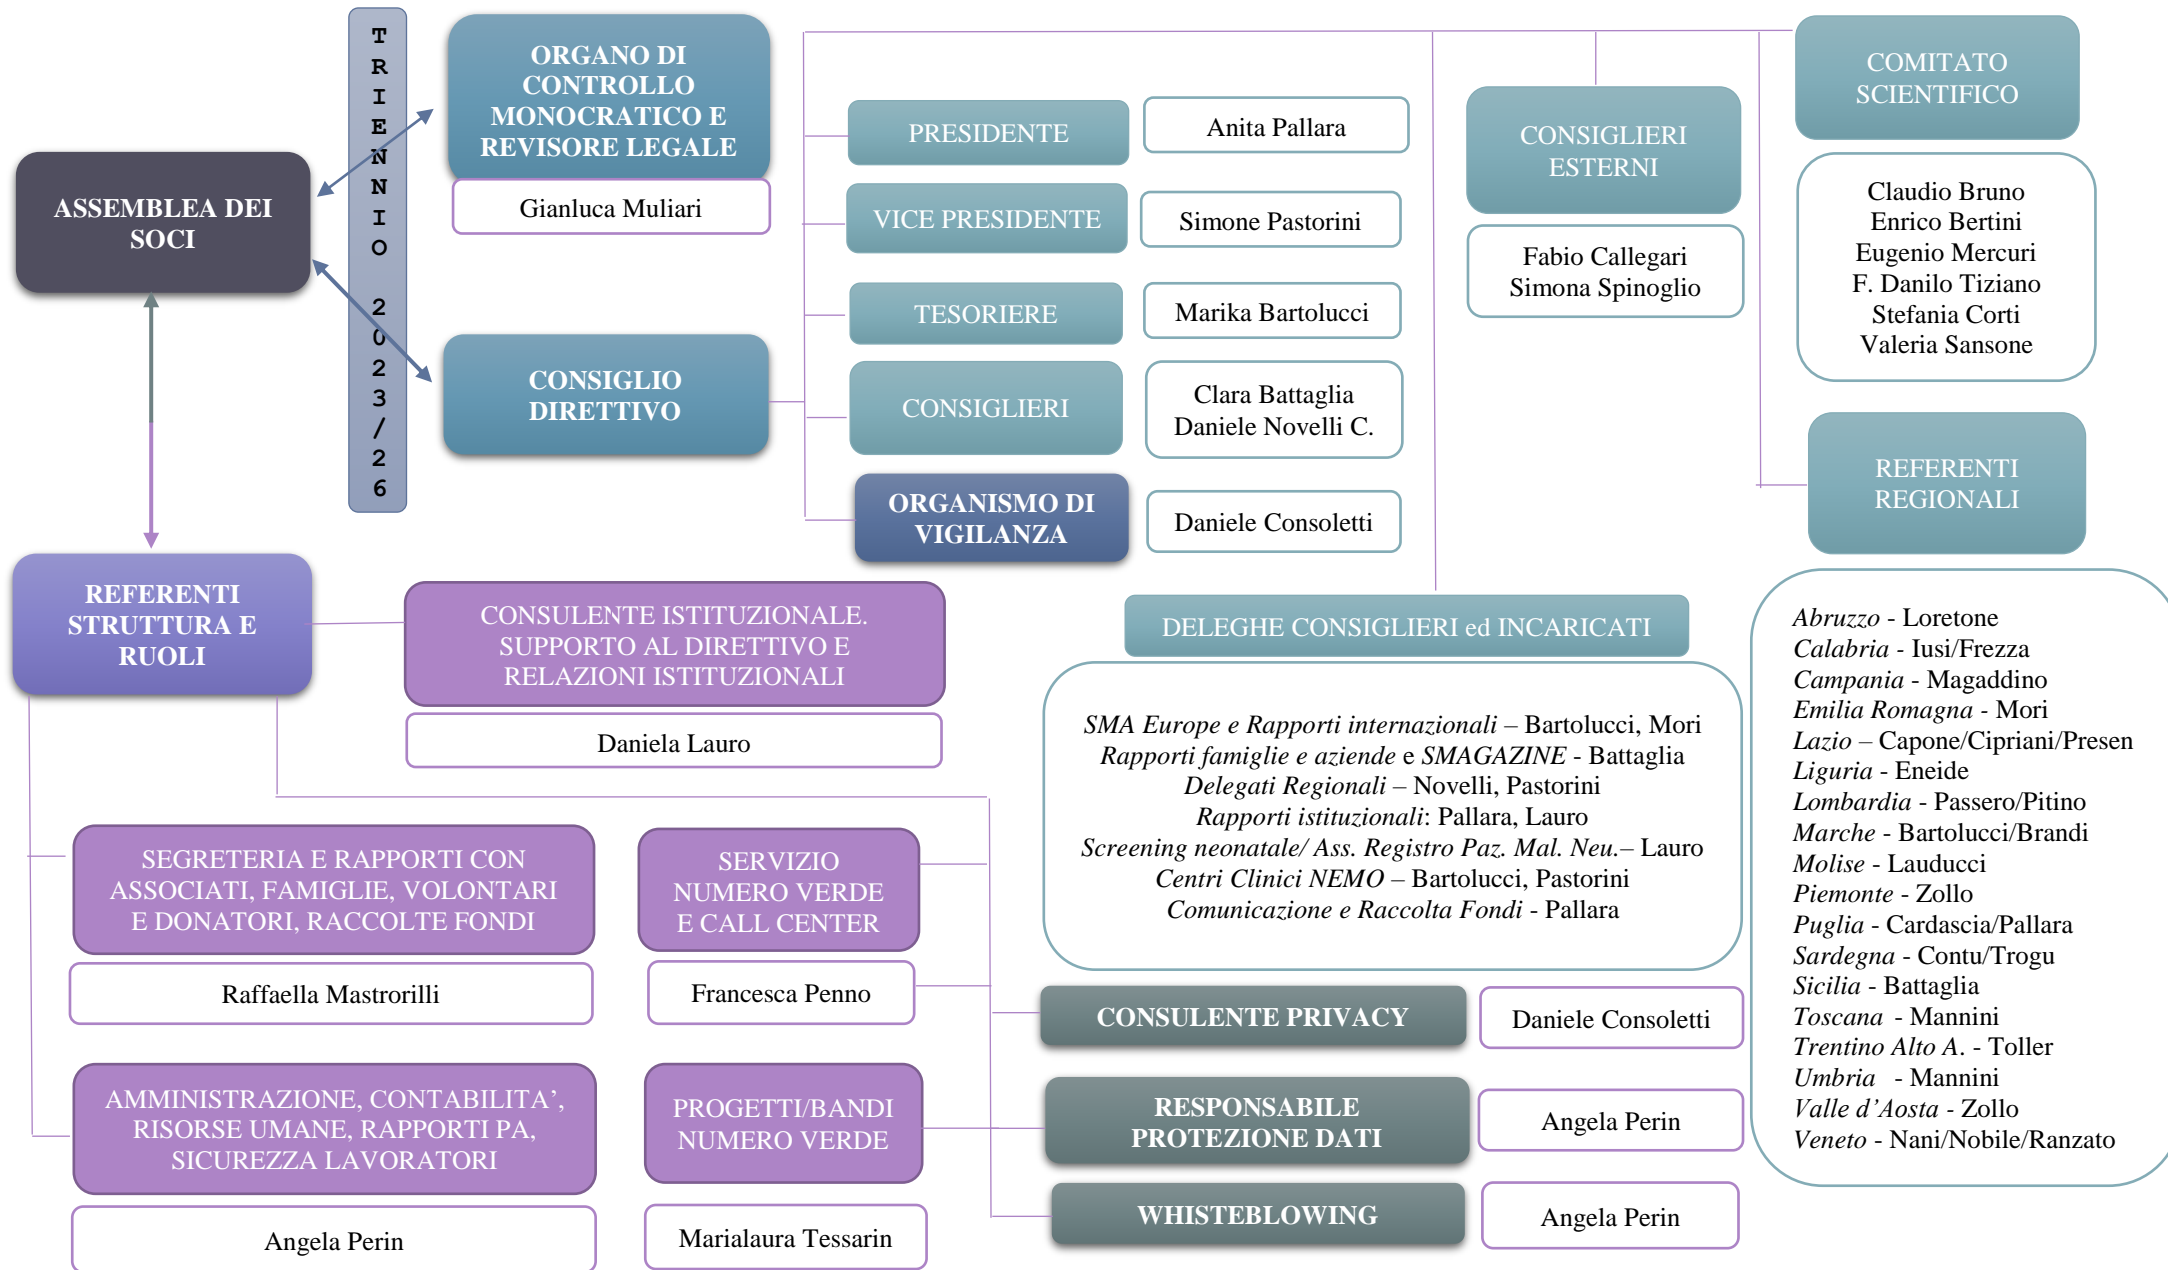 TRIENNIO 2023/26
ASSEMBLEA DEI
SOCI
ORGANO DI
CONTROLLO
MONOCRATICO E
REVISORE LEGALE
Gianluca Muliari
CONSIGLIO
DIRETTIVO
PRESIDENTE
Anita Pallara
VICE PRESIDENTE
Simone Pastorini
TESORIERE
Marika Bartolucci
CONSIGLIERI
Clara Battaglia
Daniele Novelli C.
ORGANISMO DI
VIGILANZA
Daniele Consoletti
CONSIGLIERI
ESTERNI
Fabio Callegari
Simona Spinoglio
COMITATO
SCIENTIFICO
Claudio Bruno
Enrico Bertini
Eugenio Mercuri
F. Danilo Tiziano
Stefania Corti
Valeria Sansone
REFERENTI
REGIONALI
Abruzzo - Loretone
Calabria - Iusi/Frezza
Campania - Magaddino
Emilia Romagna - Mori
Lazio – Capone/Cipriani/Presen
Liguria - Eneide
Lombardia - Passero/Pitino
Marche - Bartolucci/Brandi
Molise - Lauducci
Piemonte - Zollo
Puglia - Cardascia/Pallara
Sardegna - Contu/Trogu
Sicilia - Battaglia
Toscana - Mannini
Trentino Alto A. - Toller
Umbria - Mannini
Valle d’Aosta - Zollo
Veneto - Nani/Nobile/Ranzato
DELEGHE CONSIGLIERI ed INCARICATI
SMA Europe e Rapporti internazionali – Bartolucci, Mori
Rapporti famiglie e aziende e SMAGAZINE - Battaglia
Delegati Regionali – Novelli, Pastorini
Rapporti istituzionali: Pallara, Lauro
Screening neonatale/ Ass. Registro Paz. Mal. Neu.– Lauro
Centri Clinici NEMO – Bartolucci, Pastorini
Comunicazione e Raccolta Fondi - Pallara
REFERENTI
STRUTTURA E
RUOLI
CONSULENTE ISTITUZIONALE.
SUPPORTO AL DIRETTIVO E
RELAZIONI ISTITUZIONALI
Daniela Lauro
SEGRETERIA E RAPPORTI CON
ASSOCIATI, FAMIGLIE, VOLONTARI
E DONATORI, RACCOLTE FONDI
Raffaella Mastrorilli
SERVIZIO
NUMERO VERDE
E CALL CENTER
Francesca Penno
AMMINISTRAZIONE, CONTABILITA’,
RISORSE UMANE, RAPPORTI PA,
SICUREZZA LAVORATORI
Angela Perin
PROGETTI/BANDI
NUMERO VERDE
Marialaura Tessarin
CONSULENTE PRIVACY
Daniele Consoletti
RESPONSABILE
PROTEZIONE DATI
Angela Perin
WHISTEBLOWING
Angela Perin